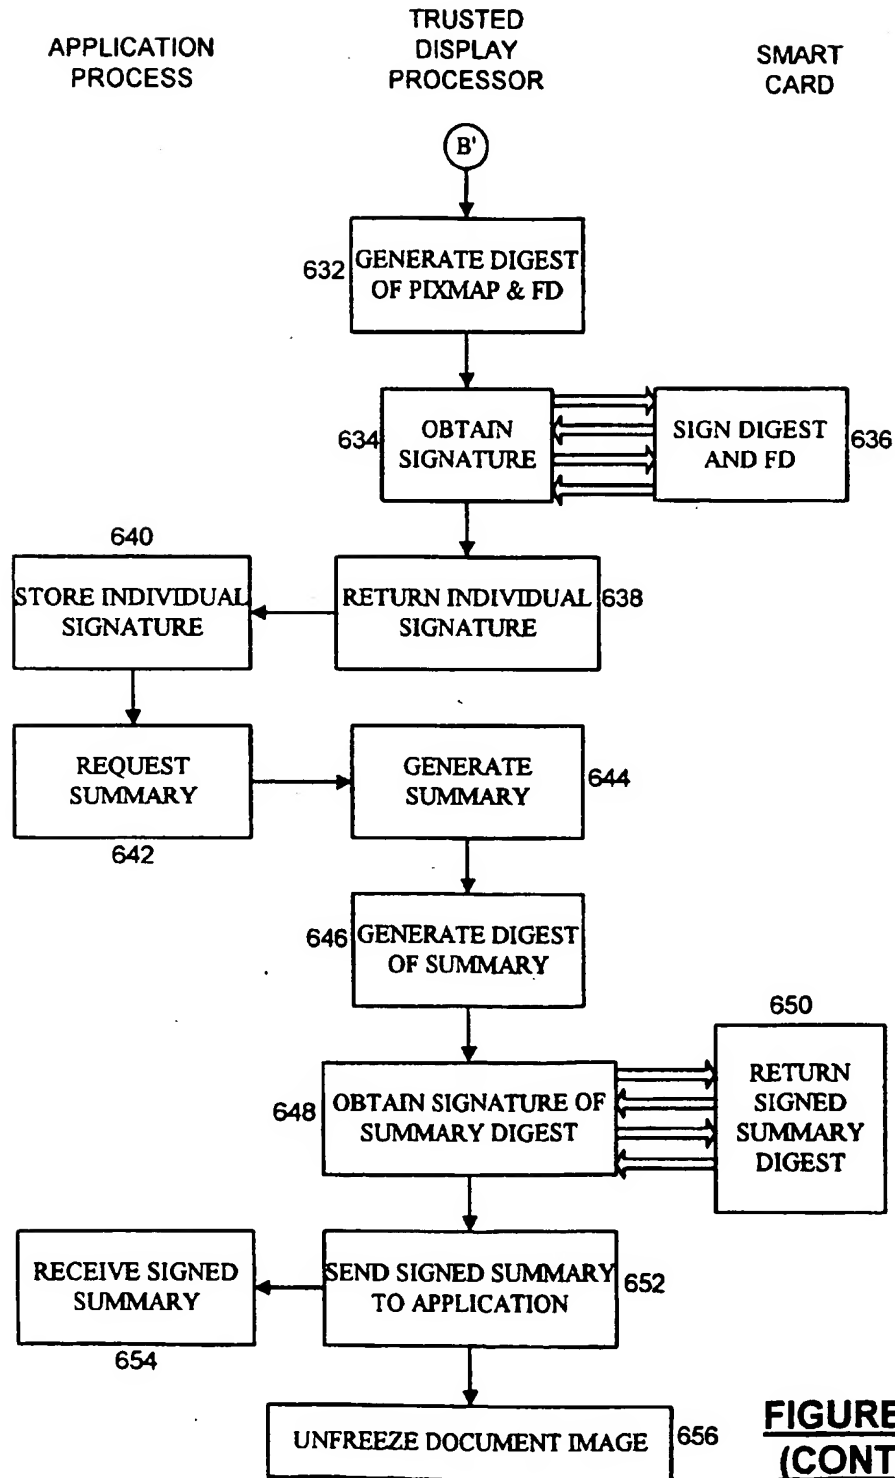 APPLICATION
PROCESS
TRUSTED
DISPLAY
PROCESSOR
SMART
CARD
B'
632
GENERATE DIGEST
OF PIXMAP & FD
634
OBTAIN
SIGNATURE
SIGN DIGEST
AND FD
636
640
STORE INDIVIDUAL
SIGNATURE
RETURN INDIVIDUAL
SIGNATURE
638
REQUEST
SUMMARY
642
GENERATE
SUMMARY
644
646
GENERATE DIGEST
OF SUMMARY
648
OBTAIN SIGNATURE OF
SUMMARY DIGEST
650
RETURN
SIGNED
SUMMARY
DIGEST
RECEIVE SIGNED
SUMMARY
654
SEND SIGNED SUMMARY
TO APPLICATION
652
UNFREEZE DOCUMENT IMAGE
656
FIGURE
(CONT